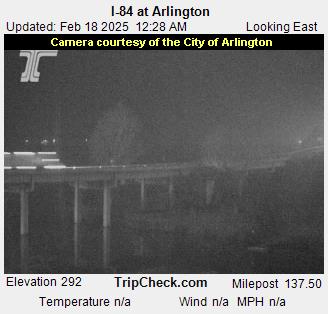 I-84 at Arlington
Updated: Feb 18 2025 12:28 AM Looking East
Camera courtesy of the City of Arlington
Elevation 292 TripCheck.com Milepost 137.50
Temperature n/a Wind n/a MPH n/a